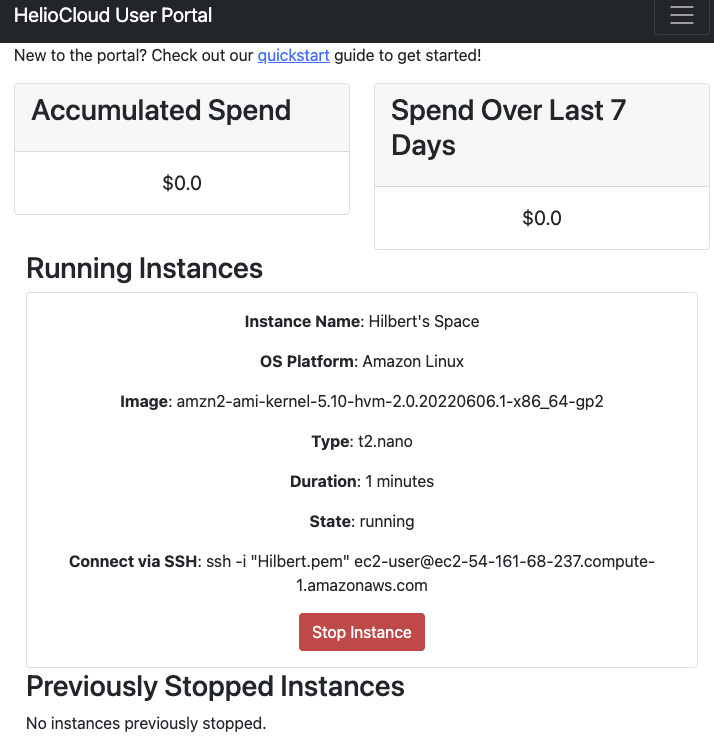 HelioCloud User Portal
New to the portal? Check out our quickstart guide to get started!
Accumulated Spend
$0.0
Spend Over Last 7
Days
$0.0
Running Instances
Instance Name: Hilbert's Space
OS Platform: Amazon Linux
Image: amzn2-ami-kernel-5.10-hvm-2.0.20220606.1-x86_64-gp2
Type: t2.nano
Duration: 1 minutes
State: running
Connect via SSH: ssh -i "Hilbert.pem" ec2-user@ec2-54-161-68-237.compute-
1.amazonaws.com
Stop Instance
Previously Stopped Instances
No instances previously stopped.